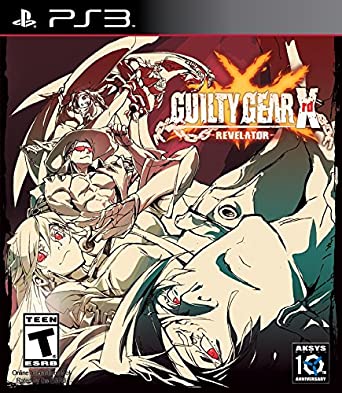 PS3
GUILTY GEAR Xrd
REVELATOR
TEEN
T
ESRB
AKSYS
10
ANNIVERSARY